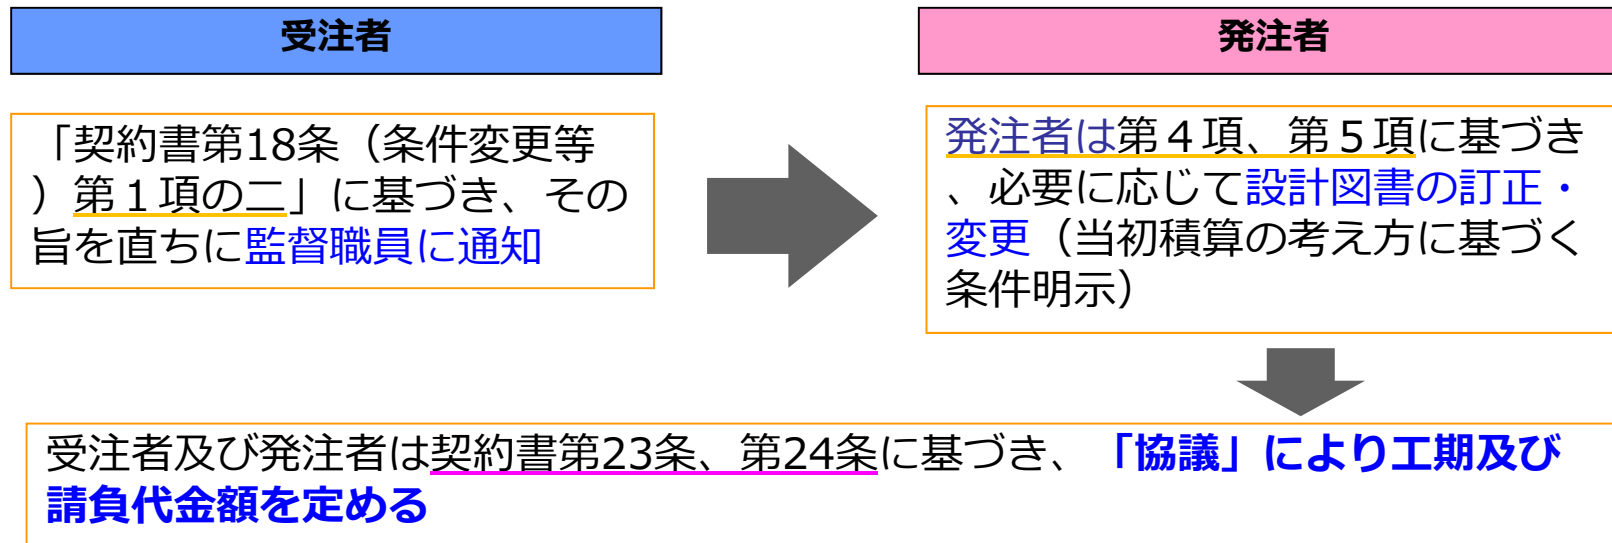 受注者
発注者
「契約書第18条（条件変更等
）第１項の二」に基づき、その
旨を直ちに監督職員に通知
発注者は第４項、第５項に基づき
、必要に応じて設計図書の訂正・
変更（当初積算の考え方に基づく
条件明示）
受注者及び発注者は契約書第23条、第24条に基づき、「協議」により工期及び
請負代金額を定める